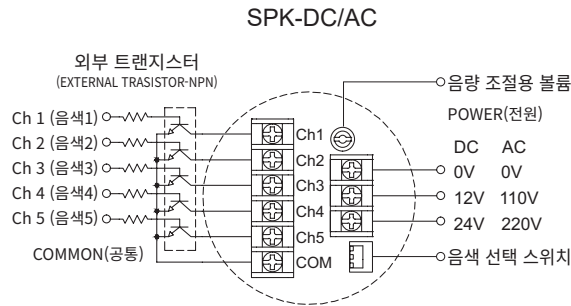 SPK-DC/AC
외부 트랜지스터
(EXTERNAL TRASISTOR-NPN)
Ch 1 (음색1)
Ch 2 (음색2)
Ch 3 (음색3)
Ch 4 (음색4)
Ch 5 (음색5)
COMMON(공통)
Ch1
Ch2
Ch3
Ch4
Ch5
COM
음량 조절용 볼륨
POWER(전원)
DC AC
0V 0V
12V 110V
24V 220V
음색 선택 스위치